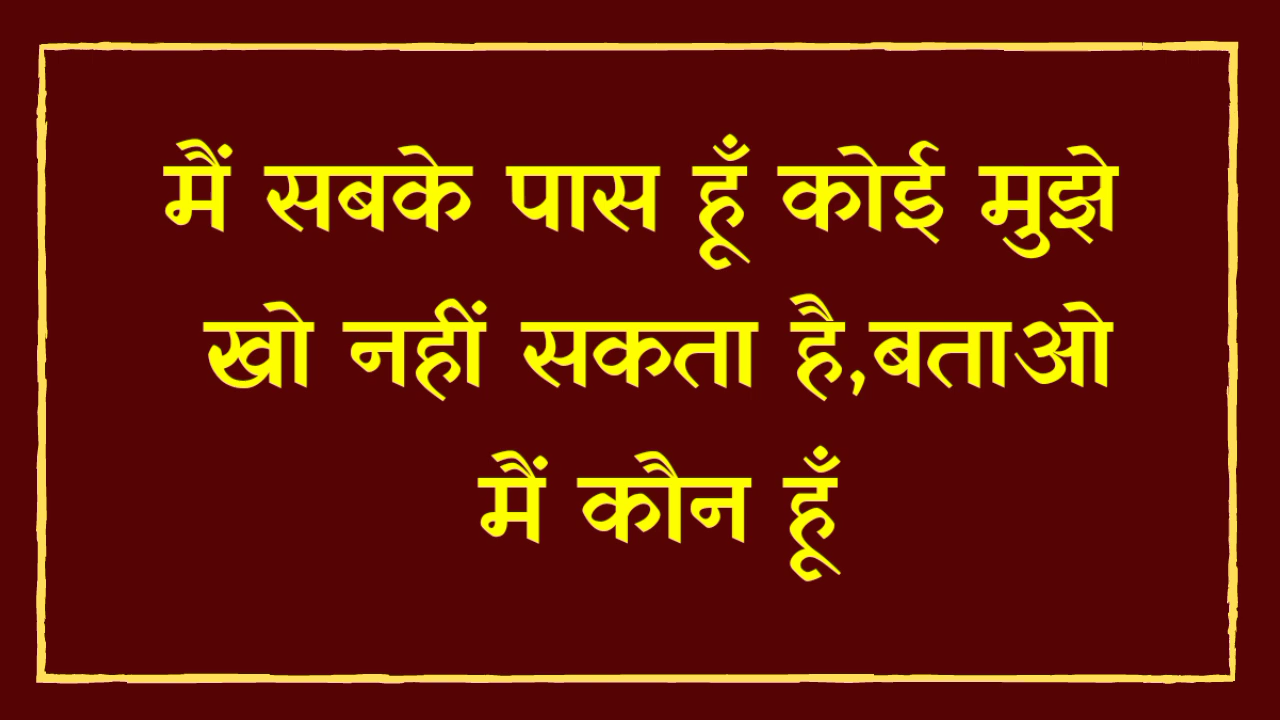 मैं सबके पास हूँ कोई मुझे
खो नहीं सकता है,बताओ
मैं कौन हूँ